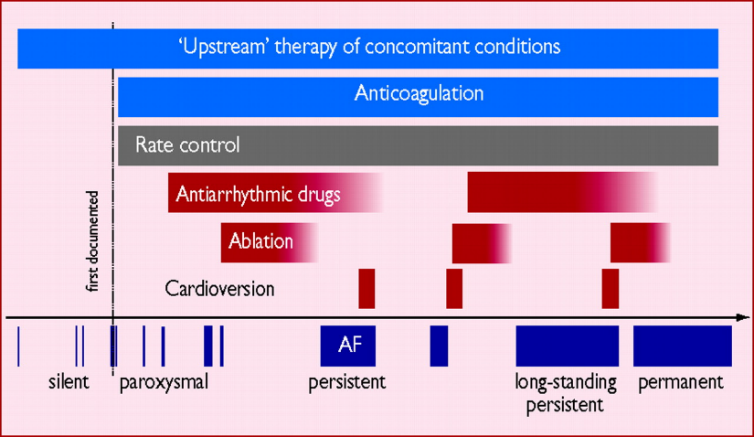 ‘Upstream’ therapy of concomitant conditions
Anticoagulation
Rate control
Antiarrhythmic drugs
Ablation
Cardioversion
first documented
AF
silent
paroxysmal
persistent
long-standing
persistent
permanent